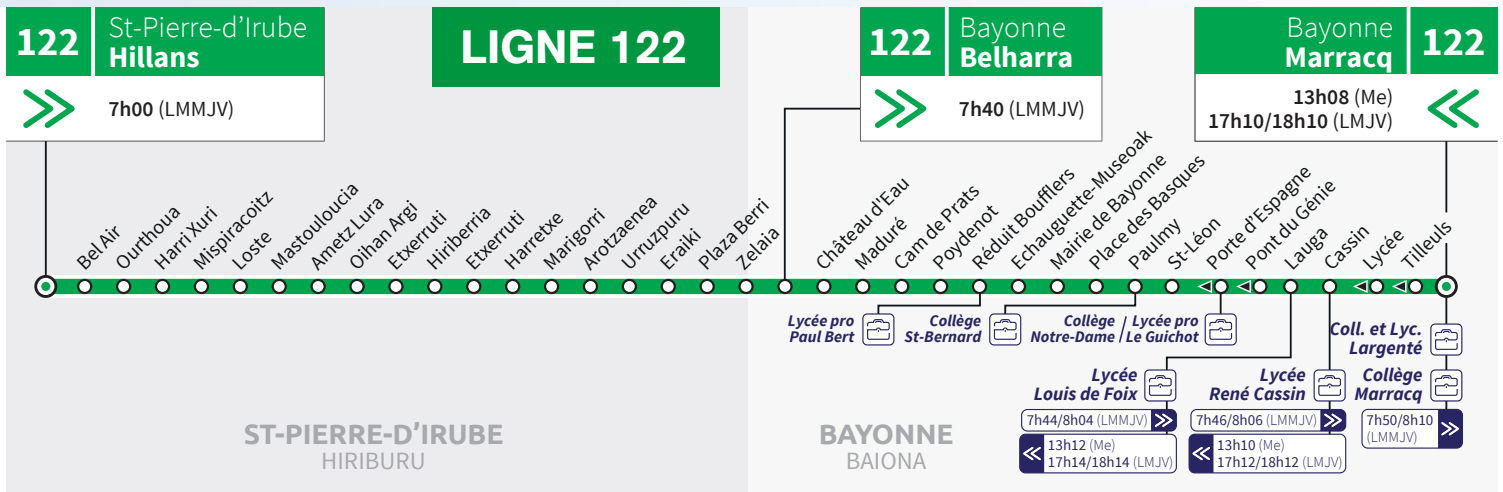 122
St-Pierre-d'Irube
Hillans
7h00 (LMMJV)
LIGNE 122
122
Bayonne
Belharra
7h40 (LMMJV)
Bayonne
Marracq
122
13h08 (Me)
17h10/18h10 (LMJV)
Bel Air
Ourthoua
Harri Xuri
Mispiracoitz
Loste
Mastouloucia
Ametz Lura
Oihan Argi
Etxerruti
Hiriberria
Etxerruti
Harretxe
Marigorri
Arotzaenea
Urruzpuru
Eraiki
Plaza Berri
Zelaia
Château d'Eau
Maduré
Cam de Prats
Poydenot
Réduit Boufflers
Echauguette-Museoak
Mairie de Bayonne
Place des Basques
Paulmy
St-Léon
Porte d'Espagne
Pont du Génie
Lauga
Cassin
Lycée
Tilleuls
Lycée pro
Paul Bert
Collège
St-Bernard
Collège
Notre-Dame
/
Lycée pro
Le Guichot
Lycée
Louis de Foix
7h44/8h04 (LMMJV)
13h12 (Me)
17h14/18h14 (LMJV)
Lycée
René Cassin
7h46/8h06 (LMMJV)
13h10 (Me)
17h12/18h12 (LMJV)
Coll. et Lyc.
Largenté
Collège
Marracq
7h50/8h10
(LMMJV)
ST-PIERRE-D'IRUBE
HIRIBURU
BAYONNE
BAIONA